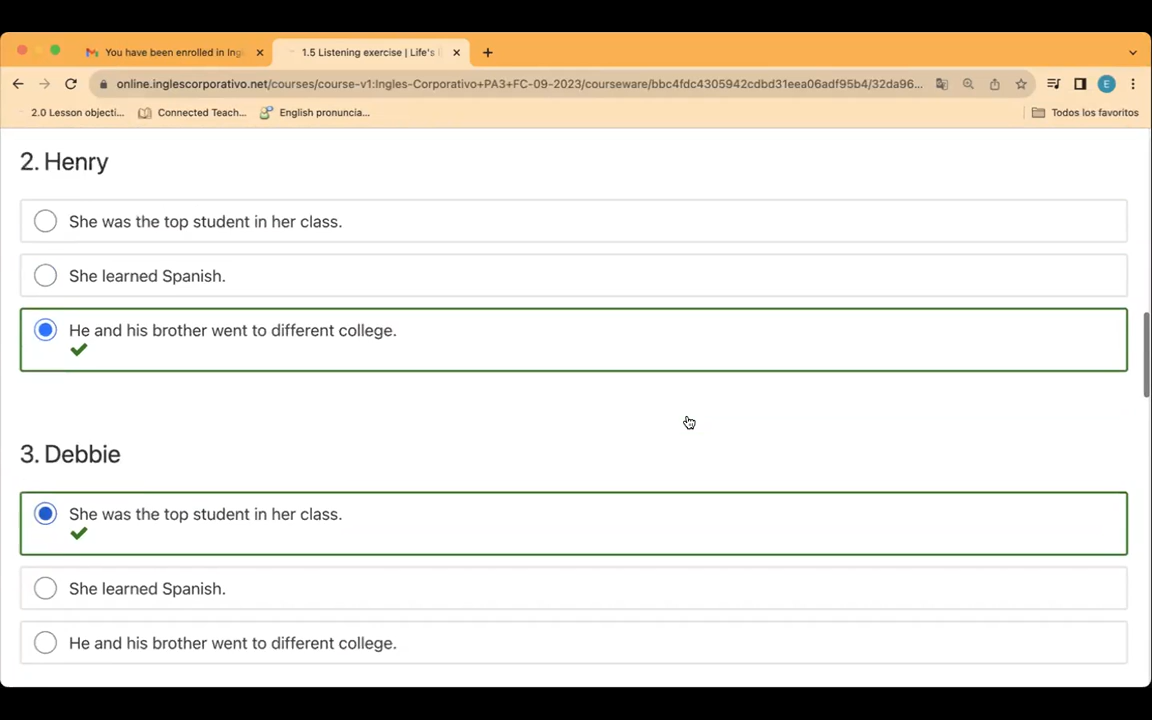 You have been enrolled in Ing
1.5 Listening exercise | Life's
online.inglescorporativo.net/courses/course-v1:Ingles-Corporativo+PA3+FC-09-2023/courseware/bbc4fdc4305942cdbd31eea06adf95b4/32da96...
E
2.0 Lesson objecti...
Connected Teach...
English pronuncia...
Todos los favoritos
2. Henry
She was the top student in her class.
She learned Spanish.
He and his brother went to different college.
3. Debbie
She was the top student in her class.
She learned Spanish.
He and his brother went to different college.